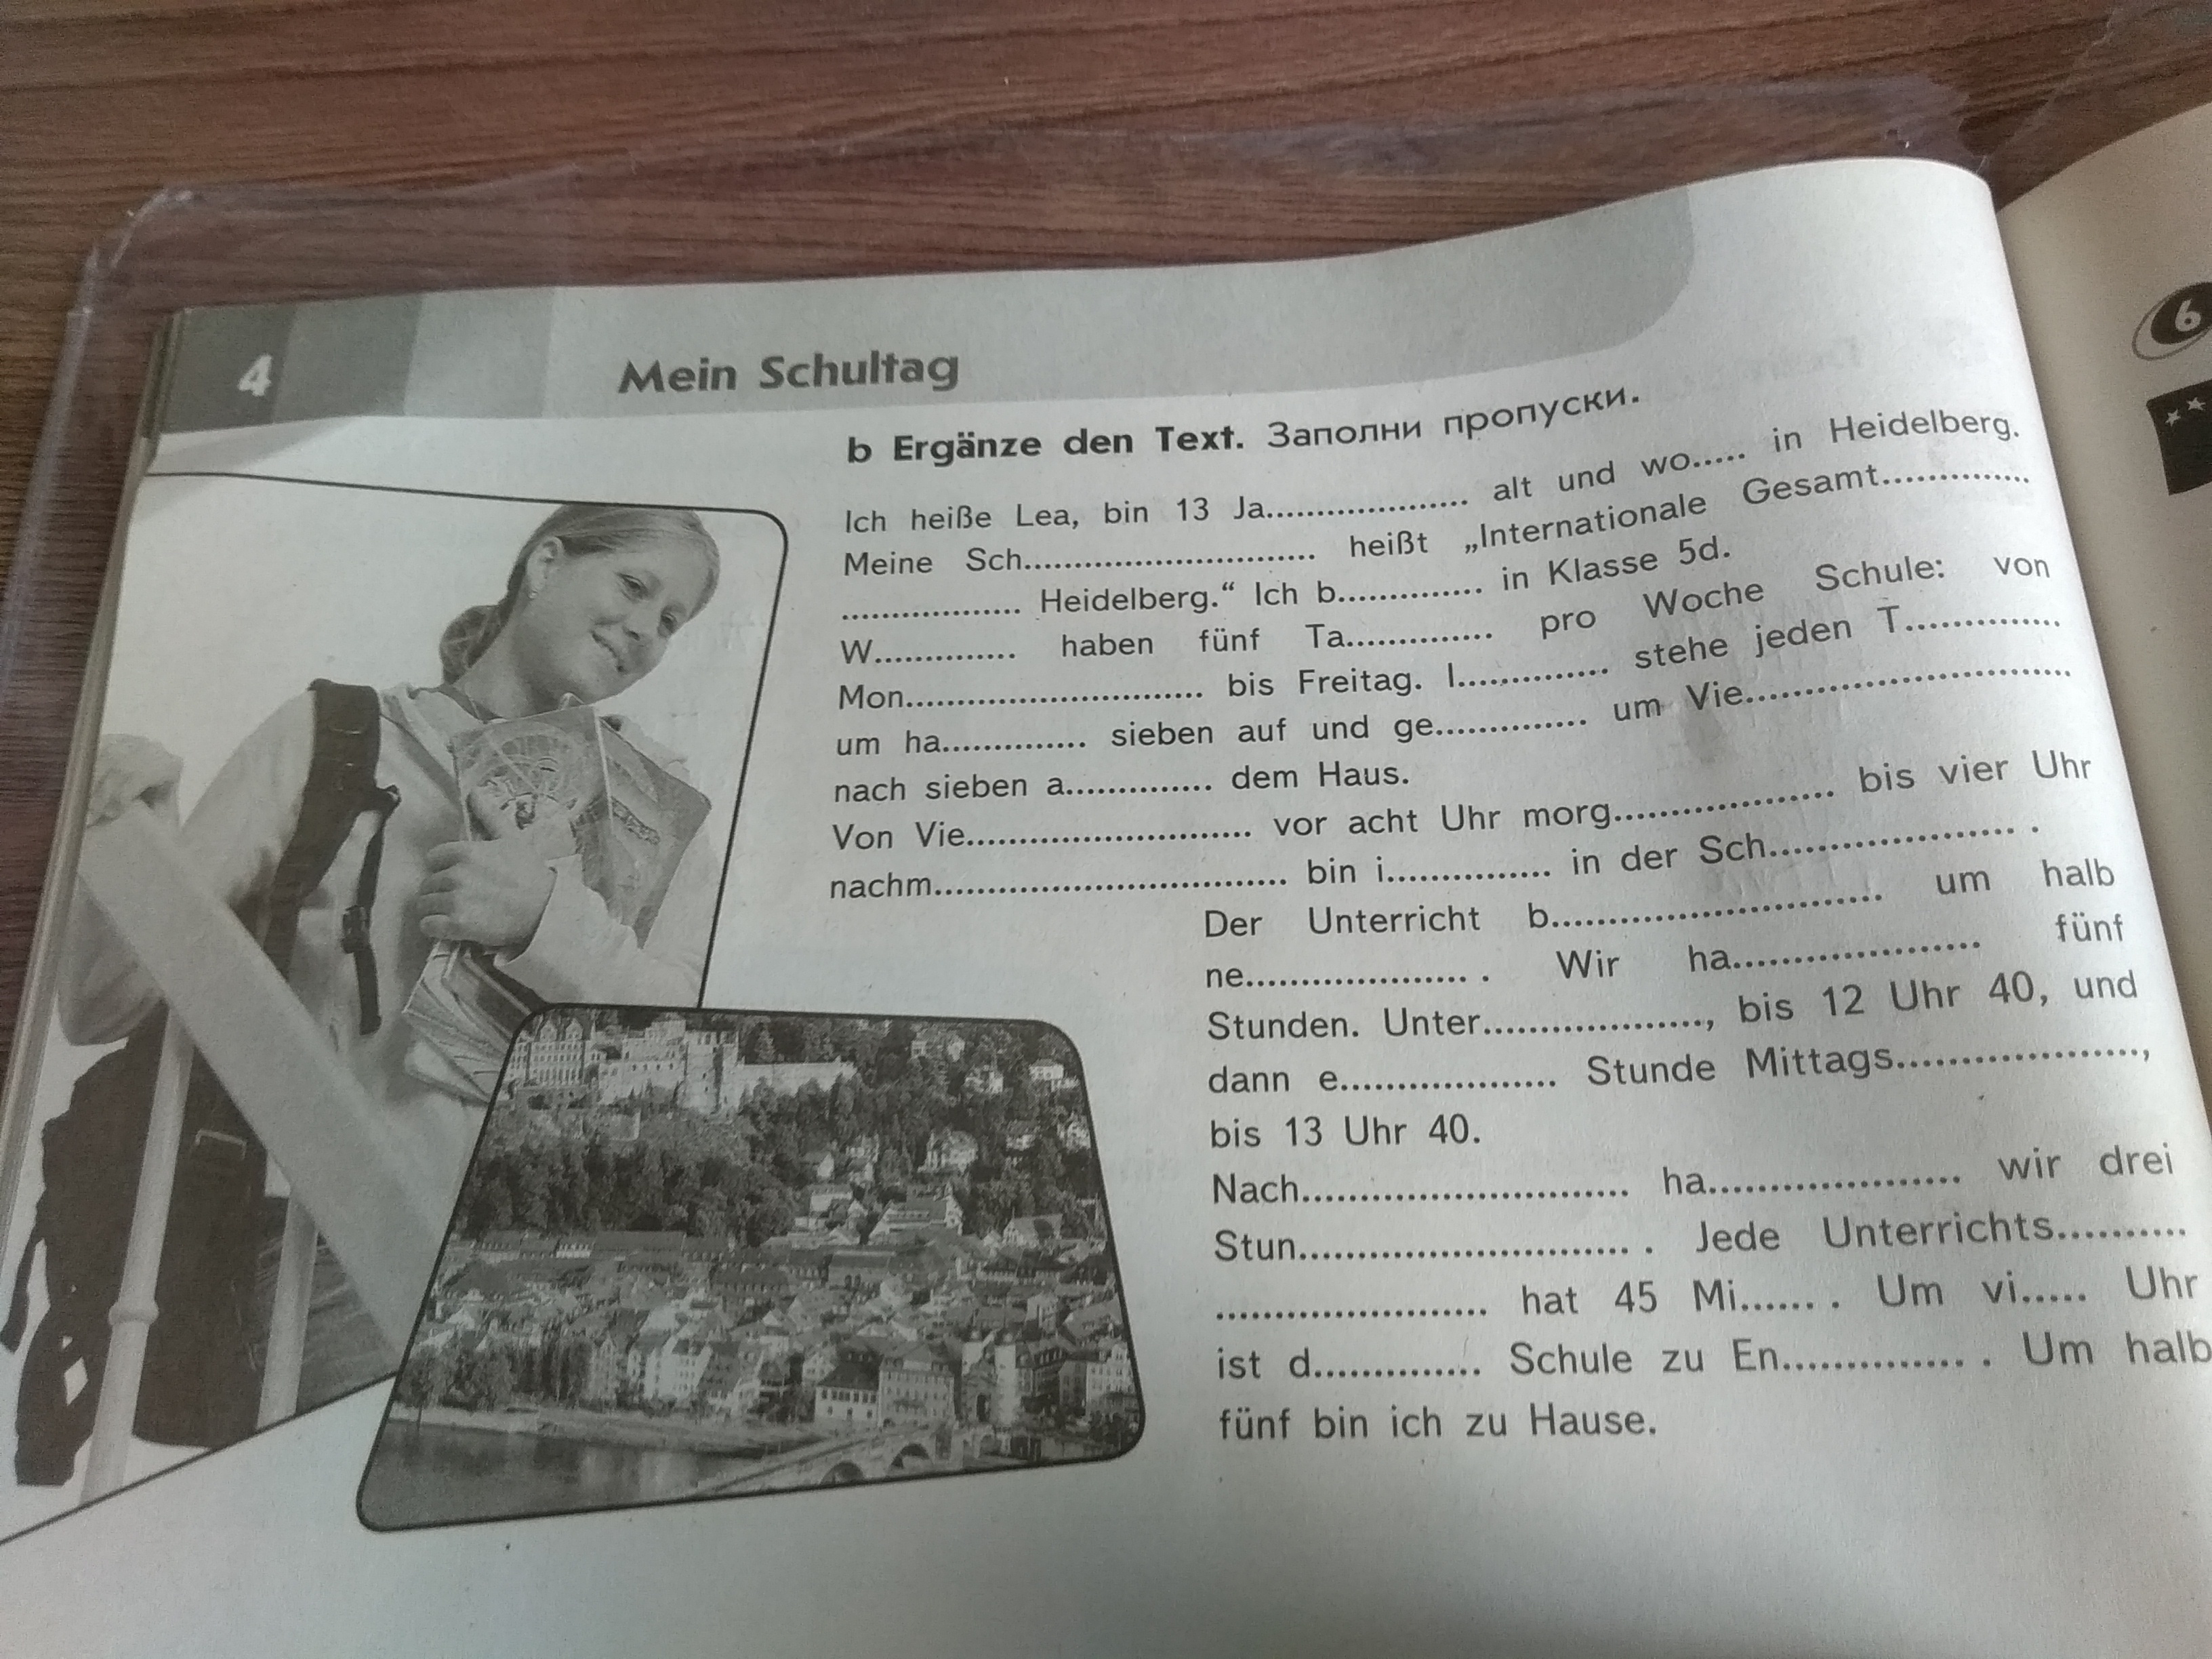 4
Mein Schultag
b Ergänze den Text. Заполни пропуски.
Ich heiße Lea, bin 13 Ja.................... alt und wo..... in Heidelberg.
Meine Sch............................. heißt „Internationale Gesamt...............
.................. Heidelberg.“ Ich b.............. in Klasse 5d.
W.............. haben fünf Ta.............. pro Woche Schule: von
Mon.............................. bis Freitag. I............... stehe jeden T...............
um ha.............. sieben auf und ge............... um Vie.................................
nach sieben a.............. dem Haus.
Von Vie............................ vor acht Uhr morg...................... bis vier Uhr
nachm................................... bin i................ in der Sch......................... .
Der Unterricht b................................. um halb
ne...................... . Wir ha......................... fünf
Stunden. Unter....................., bis 12 Uhr 40, und
dann e..................... Stunde Mittags........................,
bis 13 Uhr 40.
Nach................................ ha......................... wir drei
Stun................................. . Jede Unterrichts...........
........................... hat 45 Mi...... . Um vi..... Uhr
ist d.............. Schule zu En.................. . Um halb
fünf bin ich zu Hause.
6